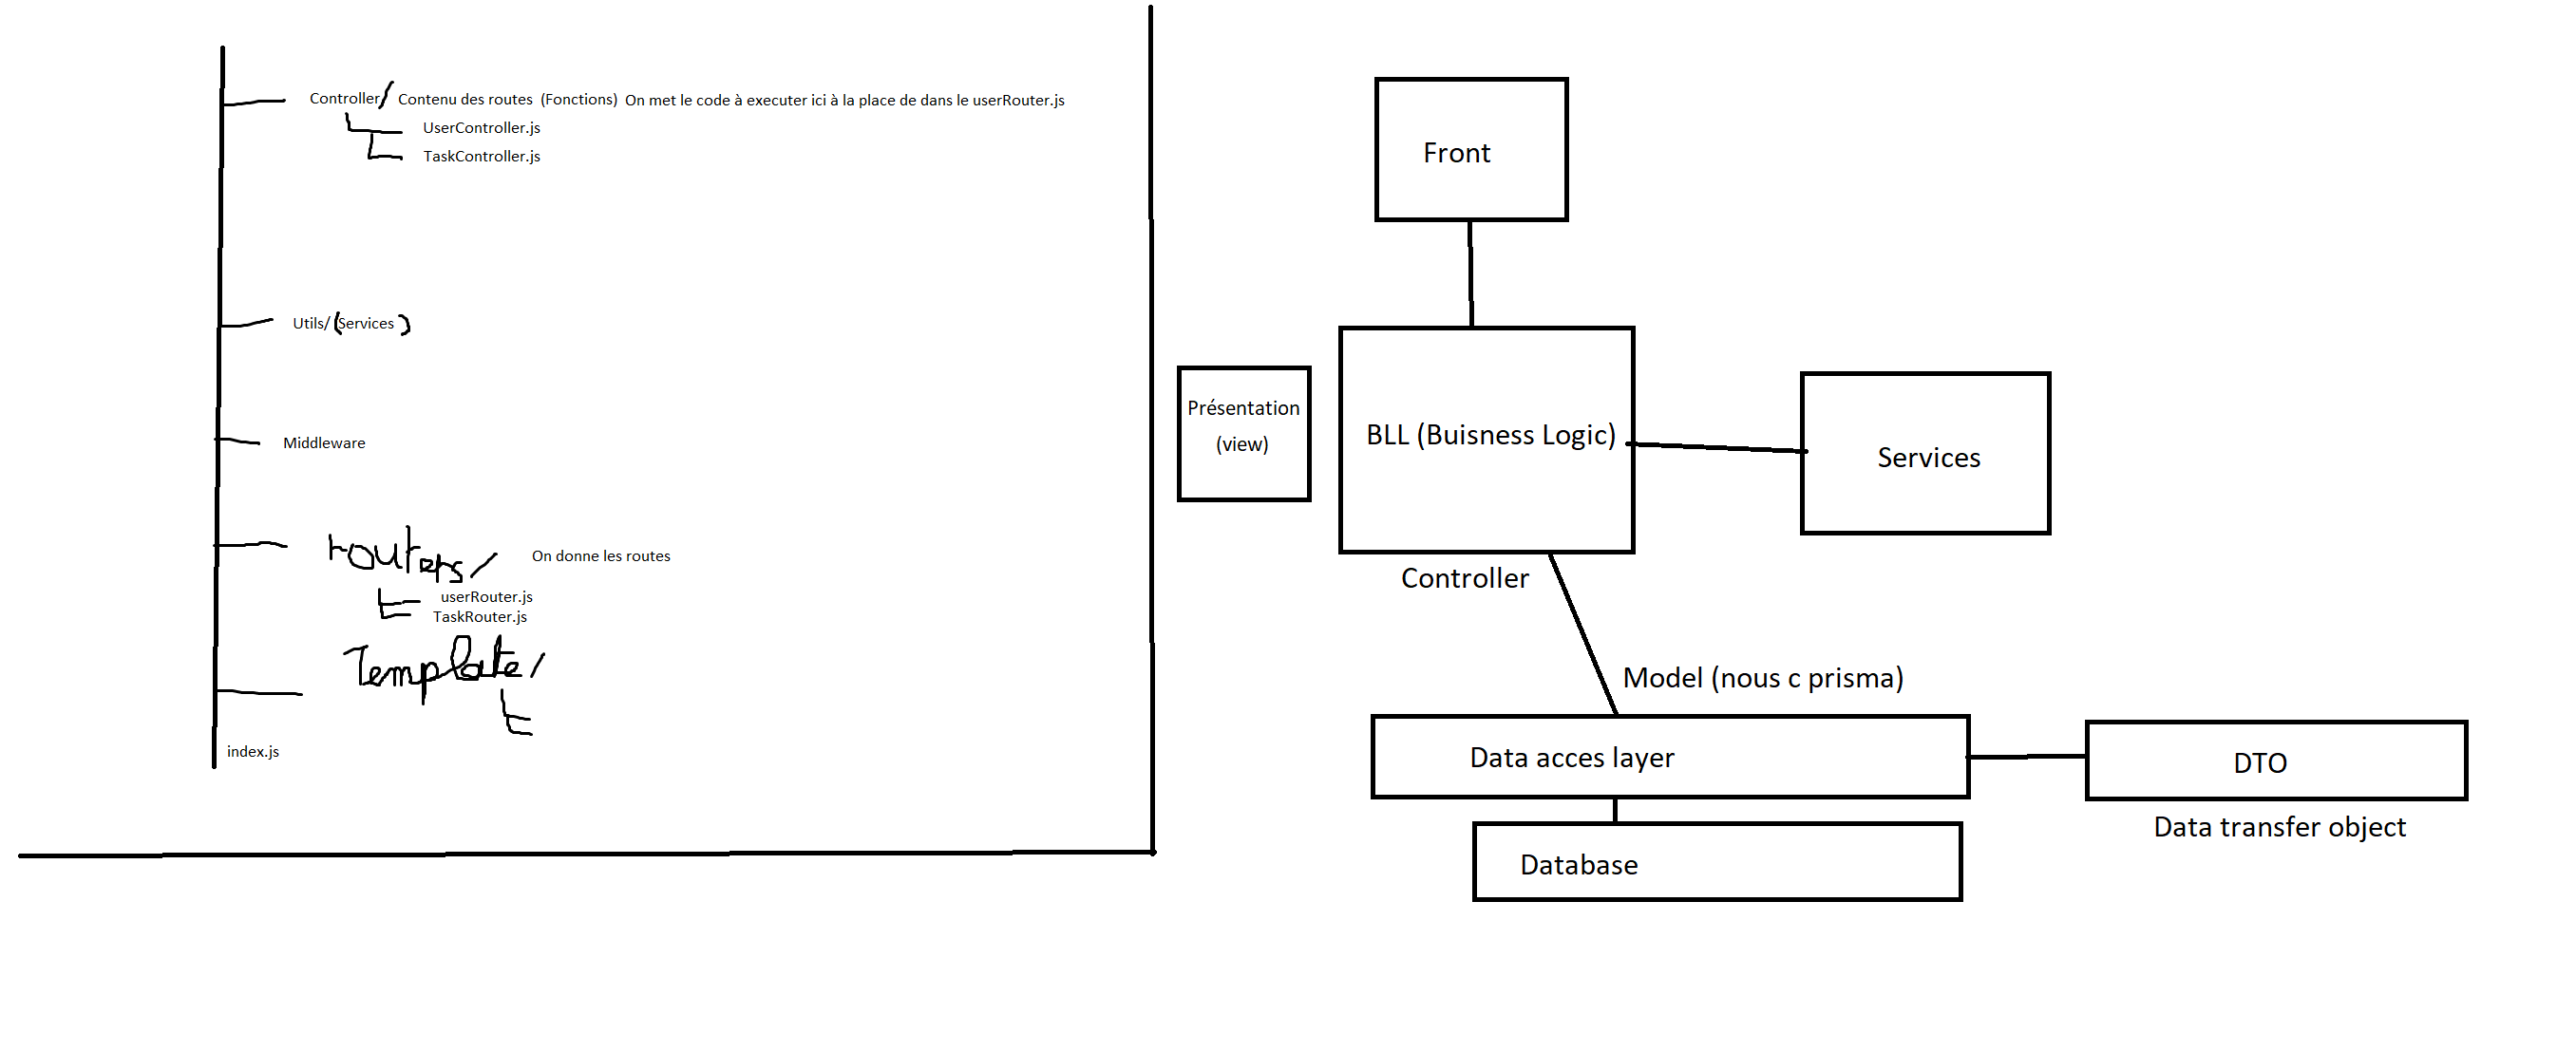 Controller/ Contenu des routes (Fonctions) On met le code à executer ici à la place de dans le userRouter.js
UserController.js
TaskController.js
Utils/(Services)
Middleware
routers/ On donne les routes
userRouter.js
TaskRouter.js
Template/
index.js
Front
Présentation
(view)
BLL (Buisness Logic)
Services
Controller
Model (nous c prisma)
Data acces layer
DTO
Data transfer object
Database